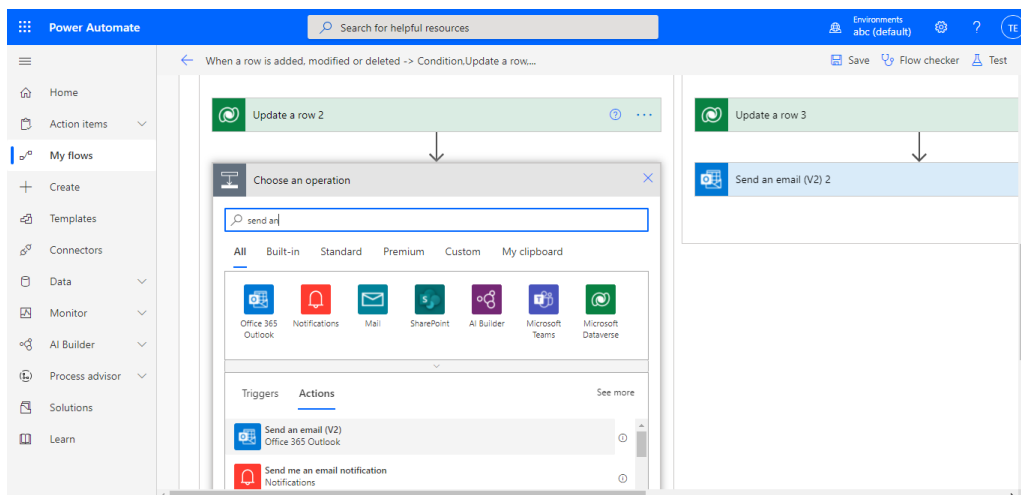 Power Automate
Search for helpful resources
Environments
abc (default)
?
TE
When a row is added, modified or deleted -> Condition,Update a row,...
Save
Flow checker
Test
Home
Action items
My flows
Create
Templates
Connectors
Data
Monitor
AI Builder
Process advisor
Solutions
Learn
Update a row 2
Choose an operation
send an
All Built-in Standard Premium Custom My clipboard
Office 365
Outlook
Notifications
Mail
SharePoint
AI Builder
Microsoft
Teams
Microsoft
Dataverse
Triggers Actions See more
Send an email (V2)
Office 365 Outlook
Send me an email notification
Notifications
Update a row 3
Send an email (V2) 2